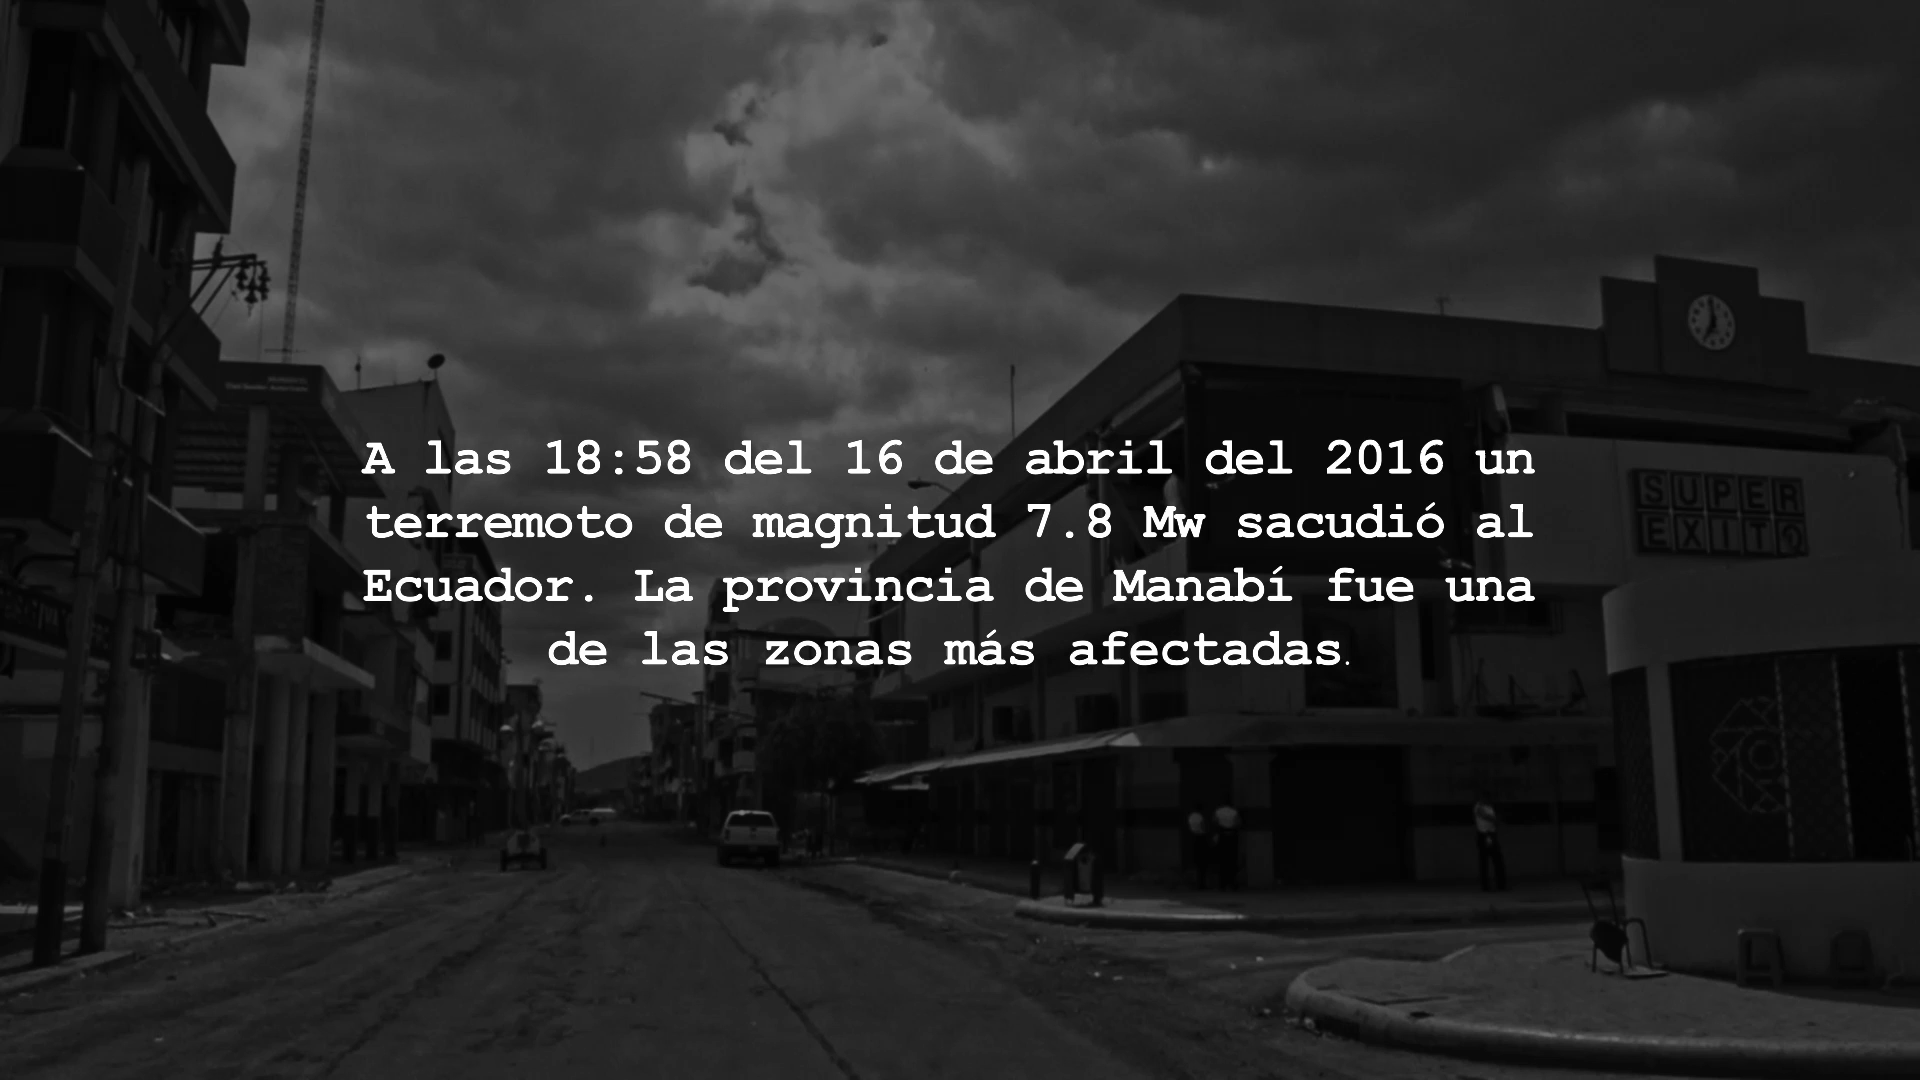 A las 18:58 del 16 de abril del 2016 un
terremoto de magnitud 7.8 Mw sacudió al
Ecuador. La provincia de Manabí fue una
de las zonas más afectadas.
SUPER
EXITO